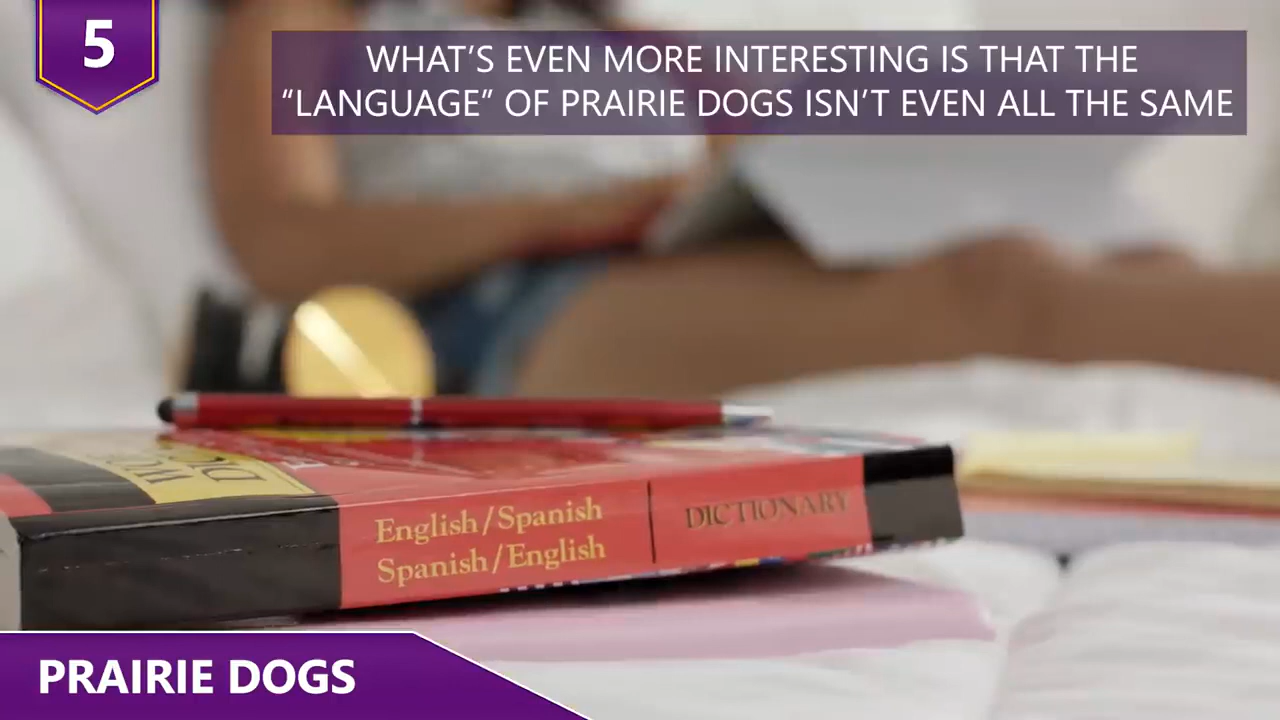 5
WHAT’S EVEN MORE INTERESTING IS THAT THE
“LANGUAGE” OF PRAIRIE DOGS ISN’T EVEN ALL THE SAME
English/Spanish
Spanish/English
DICTIONARY
PRAIRIE DOGS